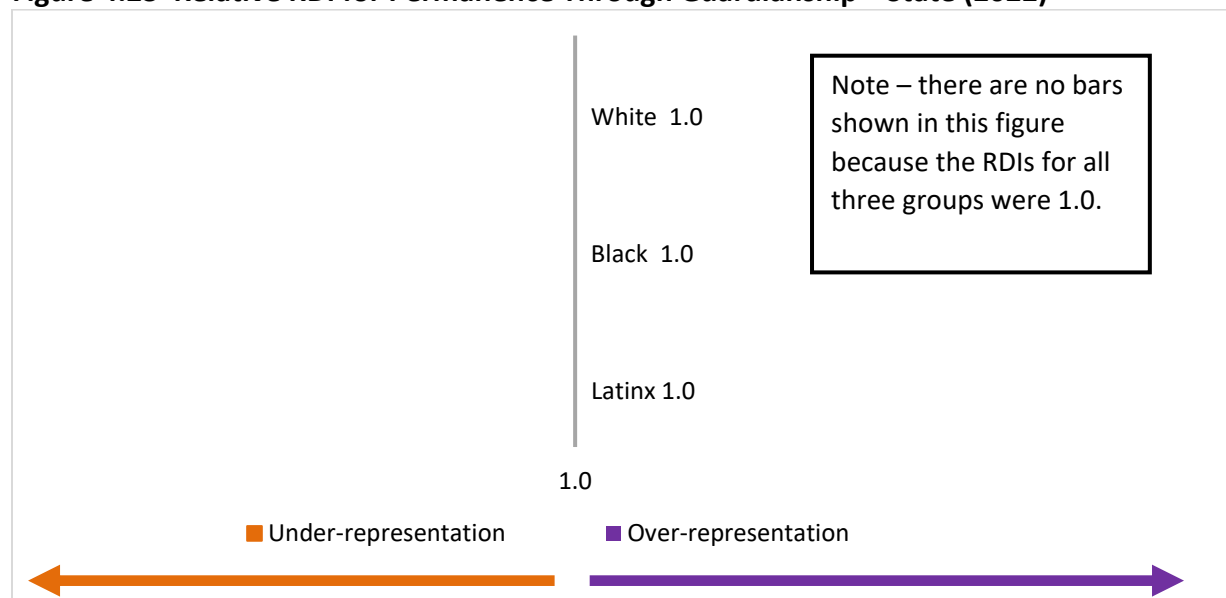 White 1.0
Note – there are no bars
shown in this figure
because the RDIs for all
three groups were 1.0.
Black 1.0
Latinx 1.0
1.0
Under-representation
Over-representation